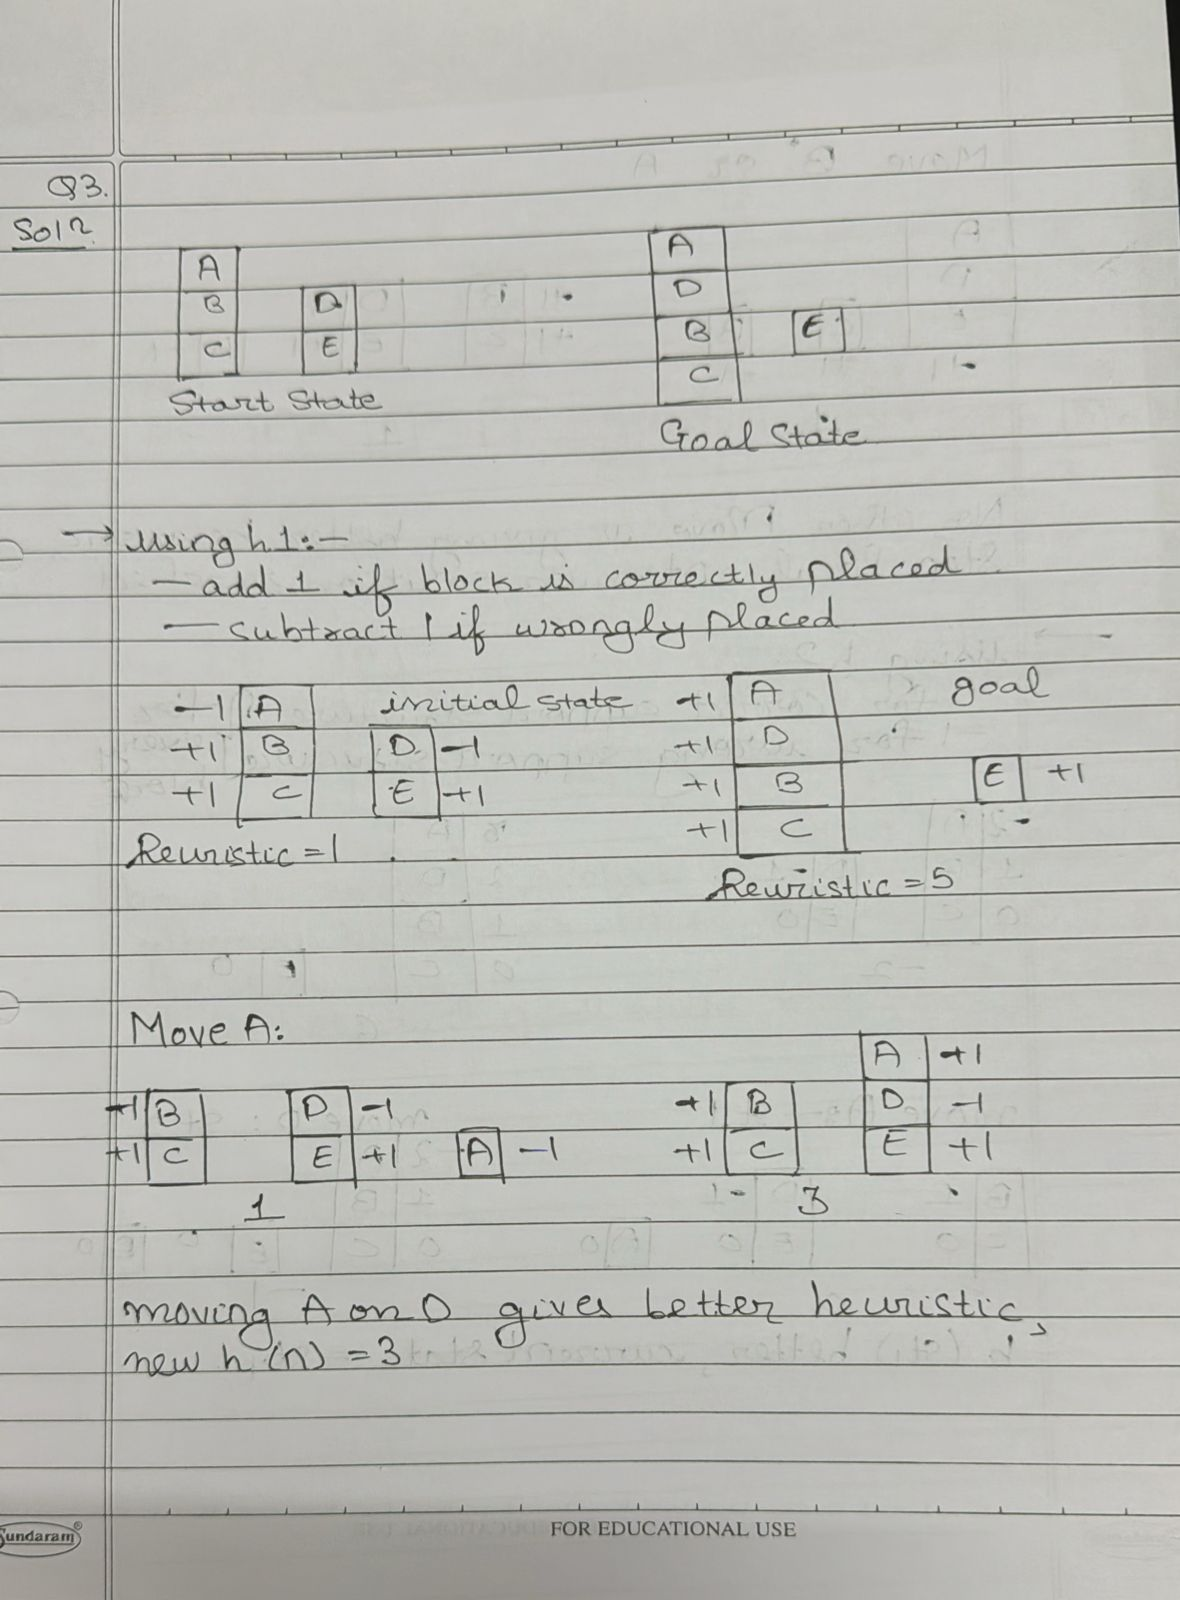 Q3.
Soln
A A
B D D
C E B E
C
Start State
Goal State
→ using h1:-
- add 1 if block is correctly placed
- subtract 1 if wrongly placed
-1 A initial state +1 A goal
+1 B D -1 +1 D
+1 C E +1 +1 B E +1
+1 C
Heuristic = 1
Heuristic = 5
Move A:
A +1
+1 B D -1 +1 B D -1
+1 C E +1 A -1 +1 C E +1
1 3
moving A on D gives better heuristic,
new h(n) = 3
Sundaram®
FOR EDUCATIONAL USE